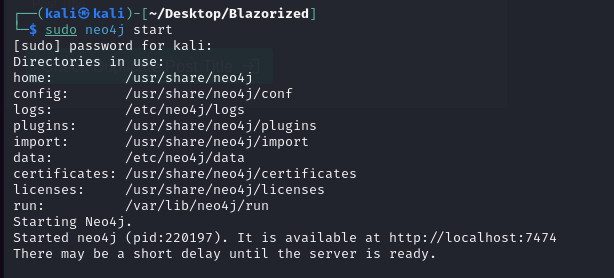 ┌──(kali㉿kali)-[~/Desktop/Blazorized]
└─$ sudo neo4j start
[sudo] password for kali:
Directories in use:
home:         /usr/share/neo4j
config:       /usr/share/neo4j/conf
logs:         /etc/neo4j/logs
plugins:      /usr/share/neo4j/plugins
import:       /usr/share/neo4j/import
data:         /etc/neo4j/data
certificates: /usr/share/neo4j/certificates
licenses:     /usr/share/neo4j/licenses
run:          /var/lib/neo4j/run
Starting Neo4j.
Started neo4j (pid:220197). It is available at http://localhost:7474
There may be a short delay until the server is ready.